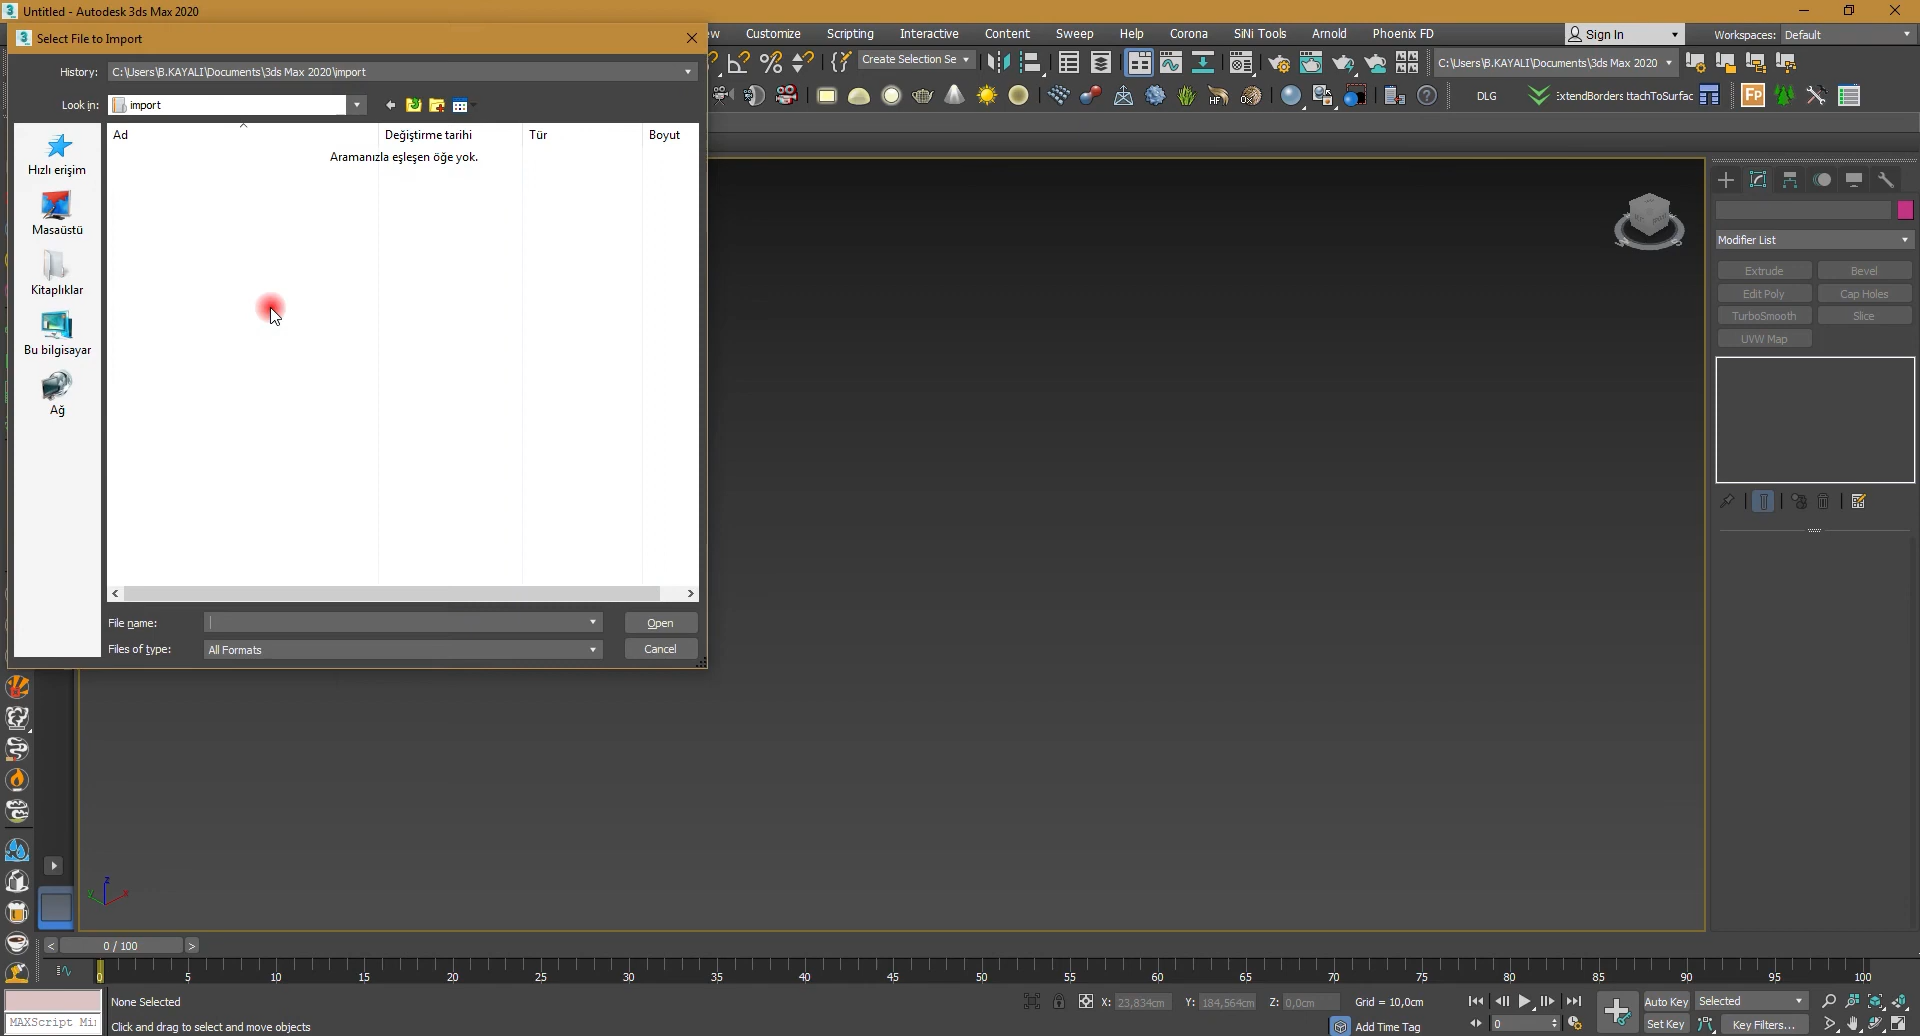 Untitled - Autodesk 3ds Max 2020
Select File to Import
ew Customize Scripting Interactive Content Sweep Help Corona SiNi Tools Arnold Phoenix FD
Sign In
Workspaces: Default
History: C:\Users\B.KAYALI\Documents\3ds Max 2020\import
Create Selection Se
C:\Users\B.KAYALI\Documents\3ds Max 2020
Look in: import
DLG
ExtendBorders ttachToSurfac
Fp
Ad Değiştirme tarihi Tür Boyut
Aramanızla eşleşen öğe yok.
Hızlı erişim
Masaüstü
Kitaplıklar
Bu bilgisayar
Ağ
Modifier List
Extrude Bevel
Edit Poly Cap Holes
TurboSmooth Slice
UVW Map
File name: Open
Files of type: All Formats Cancel
z
y x
< 0 / 100 >
0 5 10 15 20 25 30 35 40 45 50 55 60 65 70 75 80 85 90 95 100
None Selected
X: 23,834cm Y: 184,564cm Z: 0,0cm Grid = 10,0cm
Auto Key Selected
MAXScript Mi
Click and drag to select and move objects
Add Time Tag
0
Set Key Key Filters...